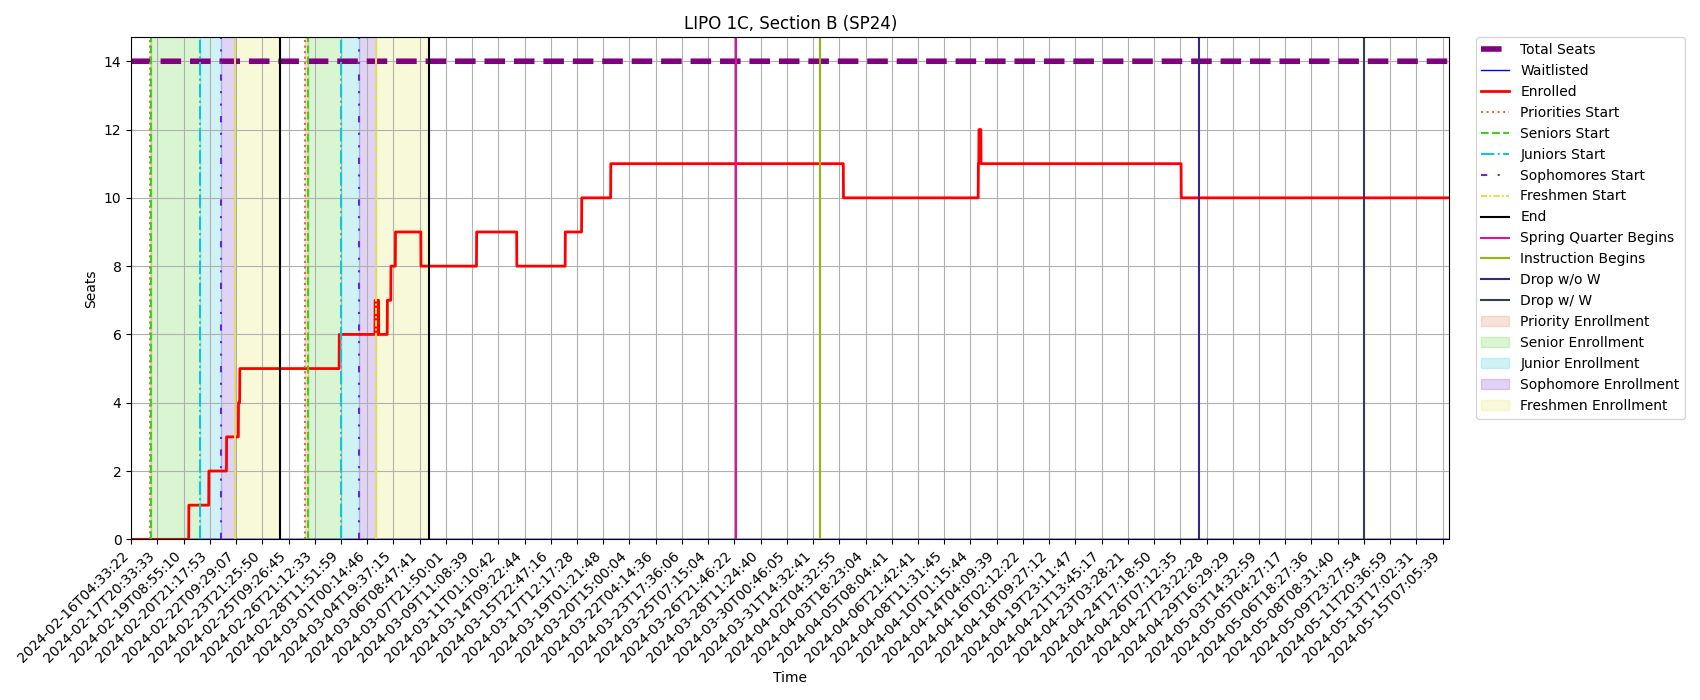 LIPO 1C, Section B (SP24)
Seats
14
12
10
8
6
4
2
0
2024-02-16T04:33:22
2024-02-17T20:33:33
2024-02-19T08:55:10
2024-02-20T21:17:53
2024-02-22T09:29:07
2024-02-23T21:25:50
2024-02-25T09:26:45
2024-02-26T21:12:33
2024-02-28T11:51:59
2024-03-01T00:14:46
2024-03-04T19:37:15
2024-03-06T08:47:41
2024-03-07T21:50:01
2024-03-09T11:08:39
2024-03-11T01:10:42
2024-03-14T09:22:44
2024-03-15T22:47:16
2024-03-17T12:17:28
2024-03-19T01:21:48
2024-03-20T15:00:04
2024-03-22T04:14:36
2024-03-23T17:36:06
2024-03-25T07:15:04
2024-03-26T21:46:22
2024-03-28T11:24:40
2024-03-30T00:46:05
2024-03-31T14:32:41
2024-04-02T04:32:55
2024-04-03T18:23:04
2024-04-05T08:04:41
2024-04-06T21:42:41
2024-04-08T11:31:45
2024-04-10T01:15:44
2024-04-14T04:09:39
2024-04-16T02:12:22
2024-04-18T09:27:12
2024-04-19T23:11:47
2024-04-21T13:45:17
2024-04-23T03:28:21
2024-04-24T17:18:50
2024-04-26T07:12:35
2024-04-27T23:22:28
2024-04-29T16:29:29
2024-05-03T14:32:59
2024-05-05T04:27:17
2024-05-06T18:27:36
2024-05-08T08:31:40
2024-05-09T23:27:54
2024-05-11T20:36:59
2024-05-13T17:02:31
2024-05-15T07:05:39
Time
Total Seats
Waitlisted
Enrolled
Priorities Start
Seniors Start
Juniors Start
Sophomores Start
Freshmen Start
End
Spring Quarter Begins
Instruction Begins
Drop w/o W
Drop w/ W
Priority Enrollment
Senior Enrollment
Junior Enrollment
Sophomore Enrollment
Freshmen Enrollment